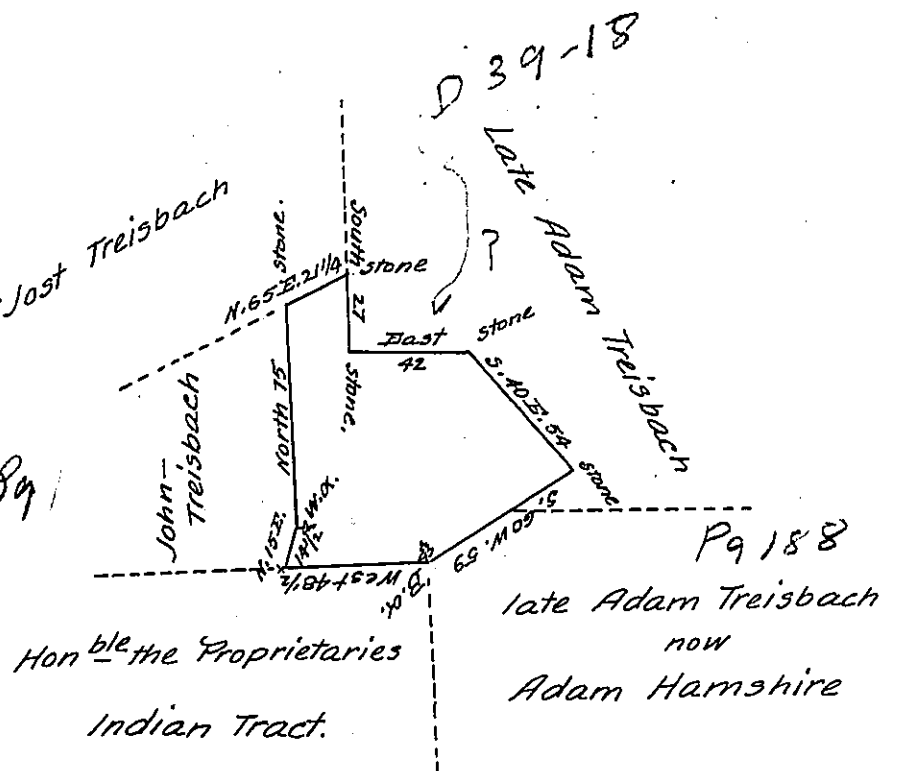 D 39-18
Late Adam Treisbach
Jost Treisbach
stone.
South 27
stone
N.65 E. 21 1/4
?
East
42
stone
stone.
S. 40 E. 54
stone
North 75
John-
Treisbach
Pg 1
N. 15 E.
14 1/2
W.O.
West 48 1/2
B.O.
S. 60 W. 59
Pg 188
late Adam Treisbach
now
Adam Hamshire
Honble the Proprietaries
Indian Tract.